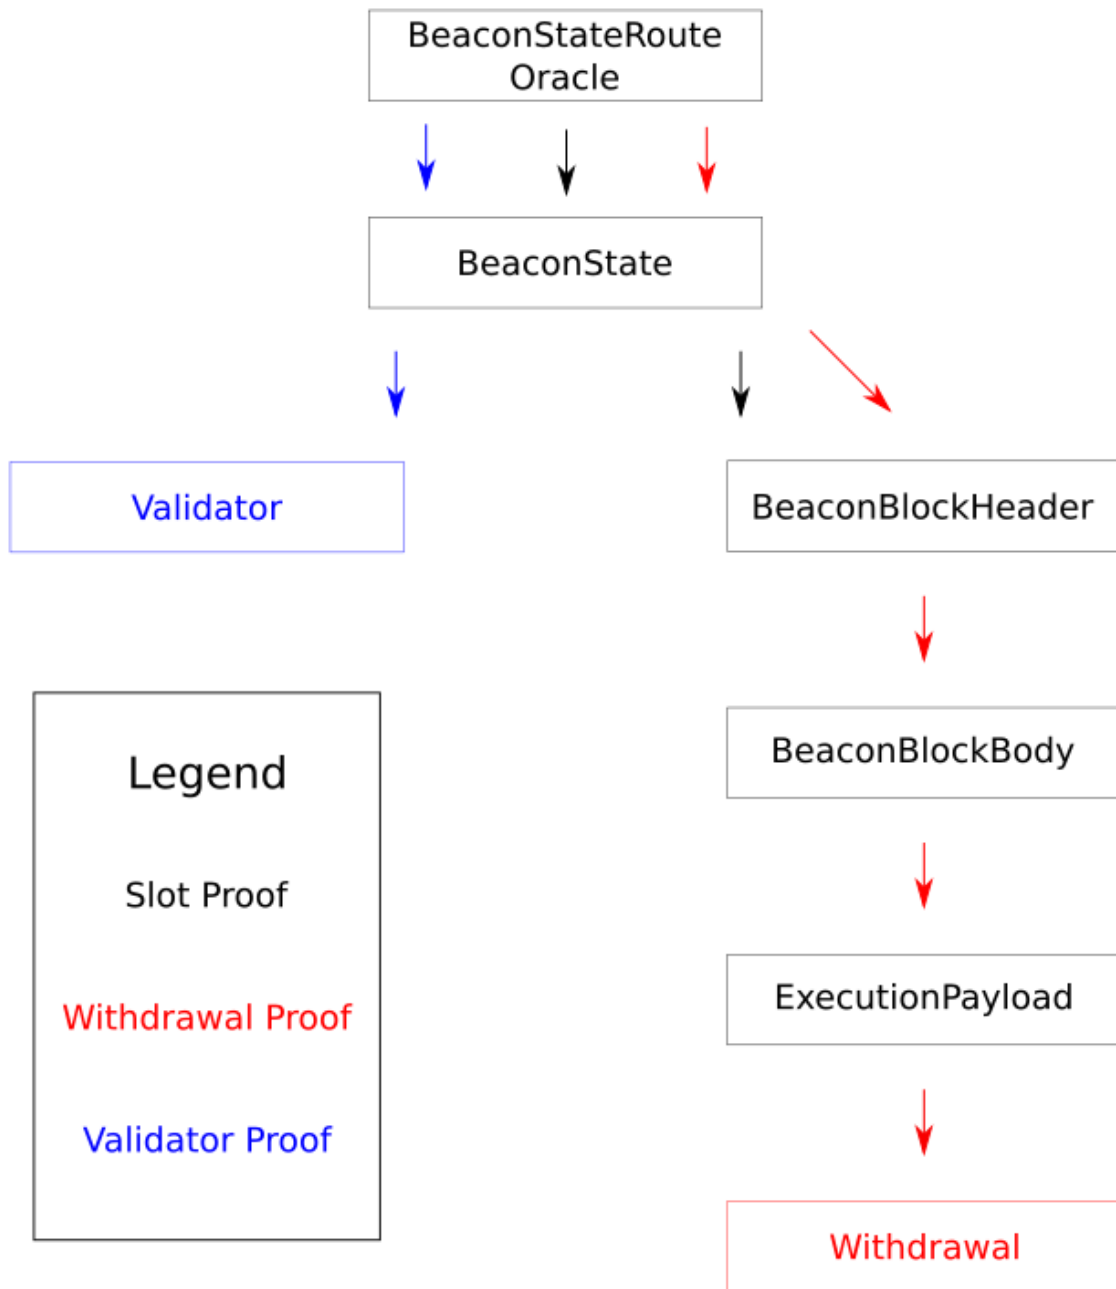 BeaconStateRoute
Oracle
BeaconState
Validator
BeaconBlockHeader
BeaconBlockBody
ExecutionPayload
Withdrawal
Legend
Slot Proof
Withdrawal Proof
Validator Proof